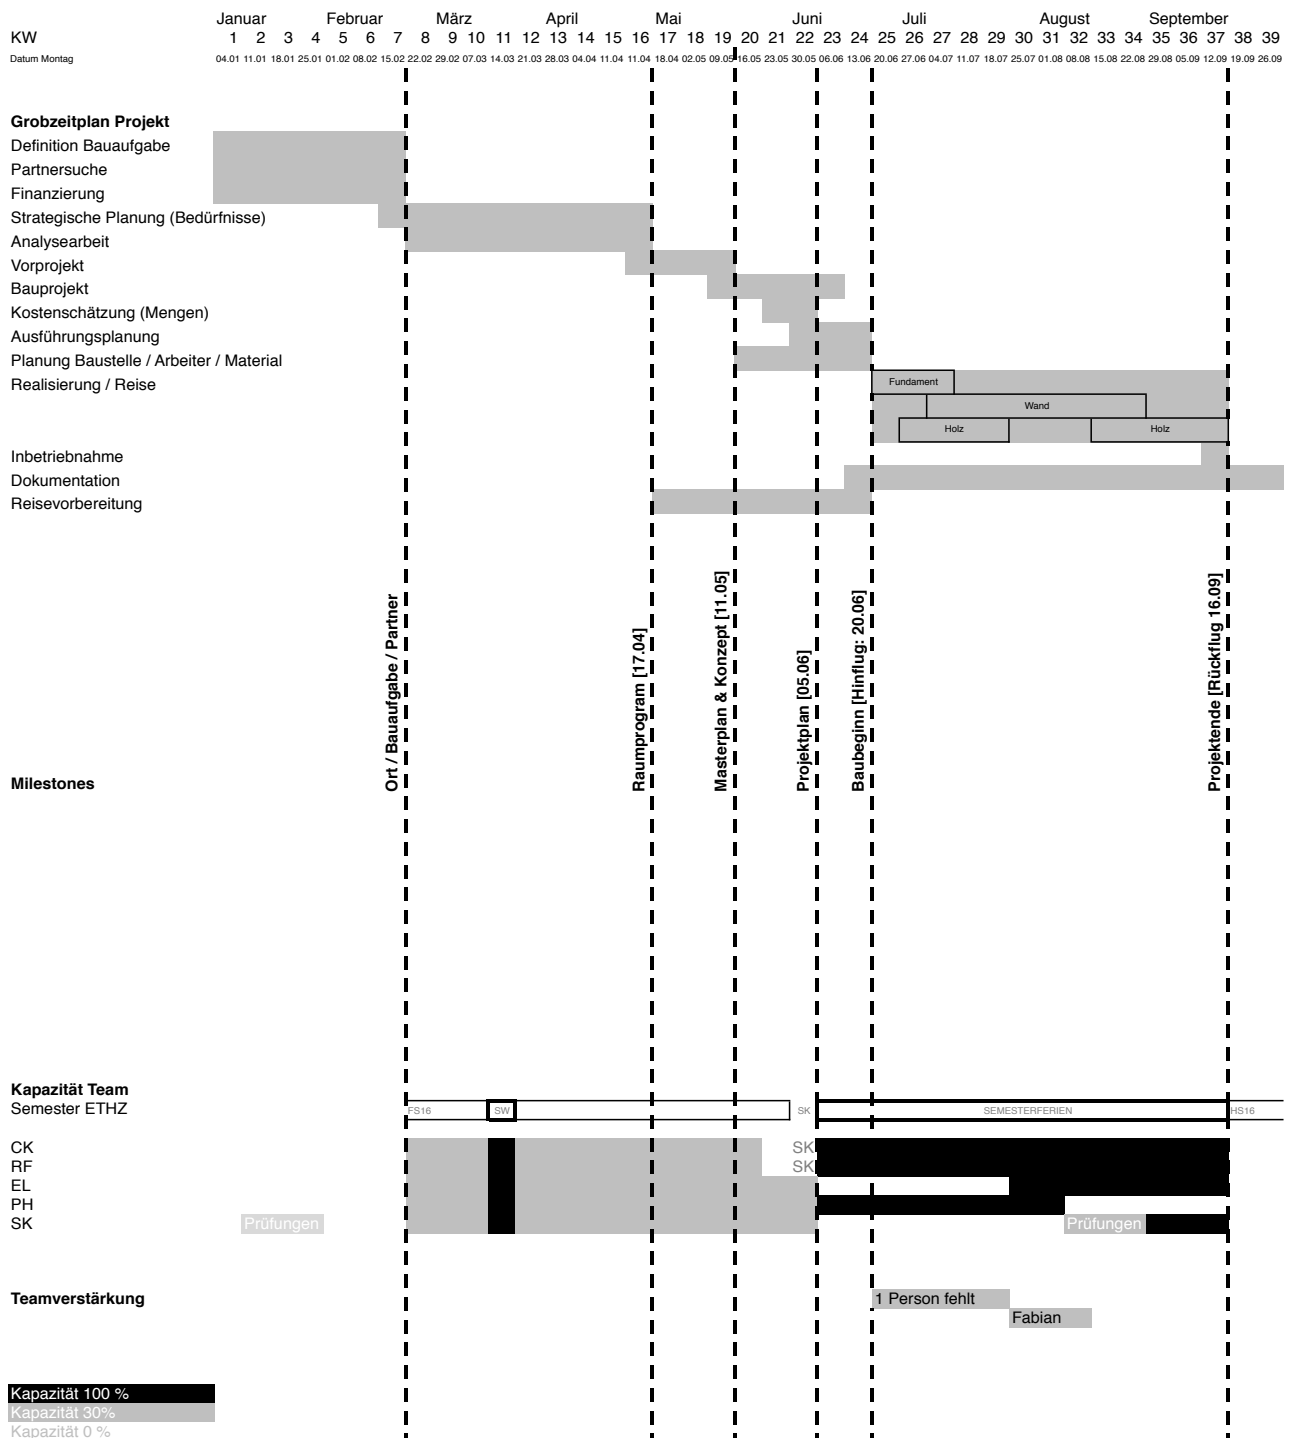 Januar Februar März April Mai Juni Juli August September
KW 1 2 3 4 5 6 7 8 9 10 11 12 13 14 15 16 17 18 19 20 21 22 23 24 25 26 27 28 29 30 31 32 33 34 35 36 37 38 39
Datum Montag 04.01 11.01 18.01 25.01 01.02 08.02 15.02 22.02 29.02 07.03 14.03 21.03 28.03 04.04 11.04 11.04 18.04 02.05 09.05 16.05 23.05 30.05 06.06 13.06 20.06 27.06 04.07 11.07 18.07 25.07 01.08 08.08 15.08 22.08 29.08 05.09 12.09 19.09 26.09
Grobzeitplan Projekt
Definition Bauaufgabe
Partnersuche
Finanzierung
Strategische Planung (Bedürfnisse)
Analysearbeit
Vorprojekt
Bauprojekt
Kostenschätzung (Mengen)
Ausführungsplanung
Planung Baustelle / Arbeiter / Material
Realisierung / Reise Fundament
Wand
Holz Holz
Inbetriebnahme
Dokumentation
Reisevorbereitung
Ort / Bauaufgabe / Partner
Raumprogram [17.04]
Masterplan & Konzept [11.05]
Projektplan [05.06]
Baubeginn [Hinflug: 20.06]
Projektende [Rückflug 16.09]
Milestones
Kapazität Team
Semester ETHZ FS16 SW SK SEMESTERFERIEN HS16
CK SK
RF SK
EL
PH
SK Prüfungen Prüfungen
Teamverstärkung 1 Person fehlt
Fabian
Kapazität 100 %
Kapazität 30%
Kapazität 0 %